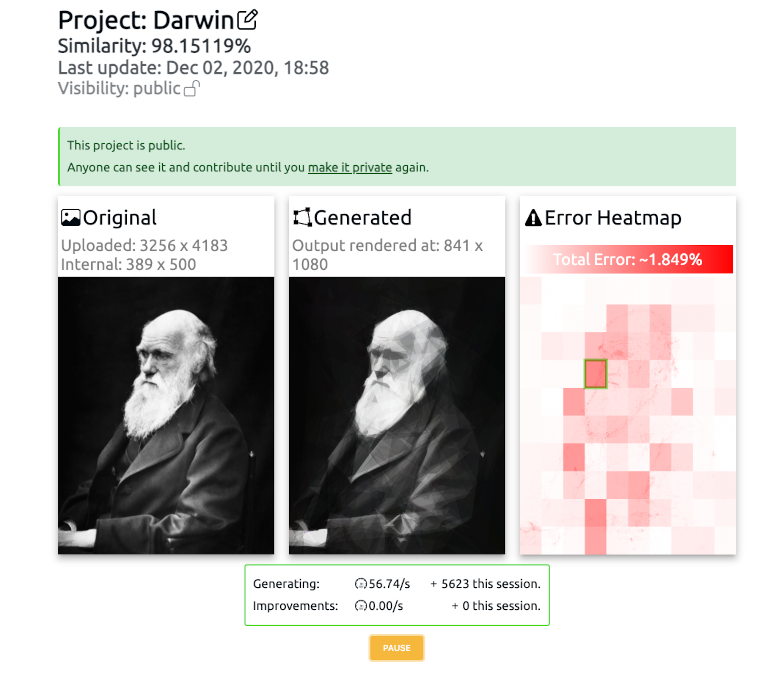 Project: Darwin
Similarity: 98.15119%
Last update: Dec 02, 2020, 18:58
Visibility: public
This project is public.
Anyone can see it and contribute until you make it private again.
Original
Uploaded: 3256 x 4183
Internal: 389 x 500
Generated
Output rendered at: 841 x
1080
Error Heatmap
Total Error: ~1.849%
Generating: 56.74/s + 5623 this session.
Improvements: 0.00/s + 0 this session.
PAUSE